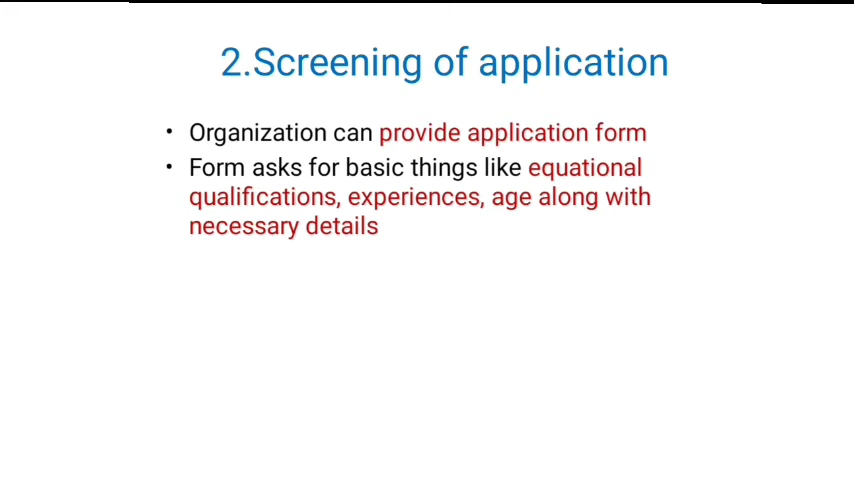 2.Screening of application
• Organization can provide application form
• Form asks for basic things like equational
qualifications, experiences, age along with
necessary details